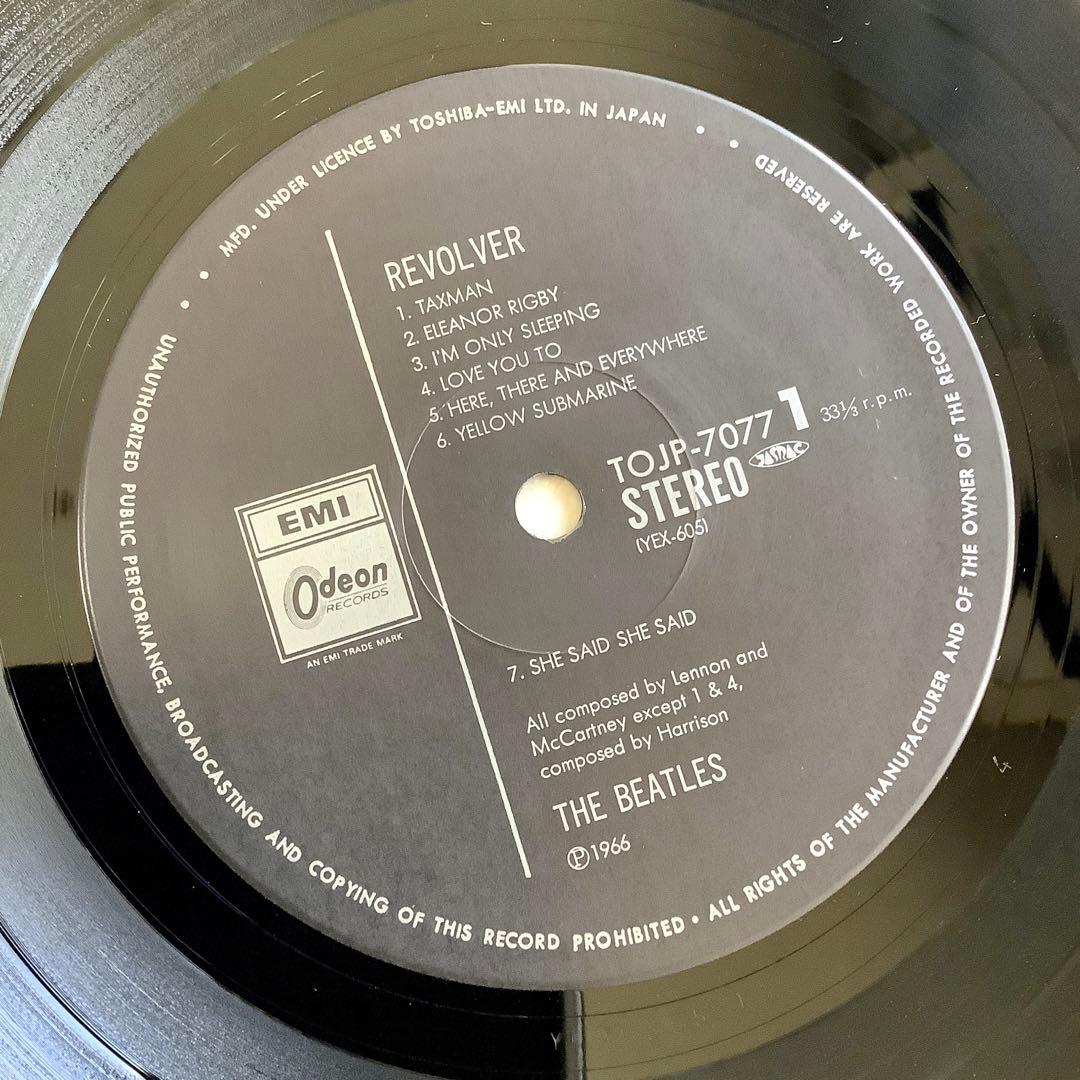 MFD. UNDER LICENCE BY TOSHIBA-EMI LTD. IN JAPAN
REVOLVER
1. TAXMAN
2. ELEANOR RIGBY
3. I'M ONLY SLEEPING
4. LOVE YOU TO
5. HERE, THERE AND EVERYWHERE
6. YELLOW SUBMARINE
TOJP-7077 1 33⅓ r.p.m.
STEREO JASRAC
(YEX-605)
EMI
Odeon
RECORDS
AN EMI TRADE MARK
7. SHE SAID SHE SAID
All composed by Lennon and
McCartney except 1 & 4,
composed by Harrison
THE BEATLES
Ⓟ1966
UNAUTHORIZED PUBLIC PERFORMANCE, BROADCASTING AND COPYING OF THIS RECORD PROHIBITED • ALL RIGHTS OF THE MANUFACTURER AND OF THE OWNER OF THE RECORDED WORK ARE RESERVED
4
Y